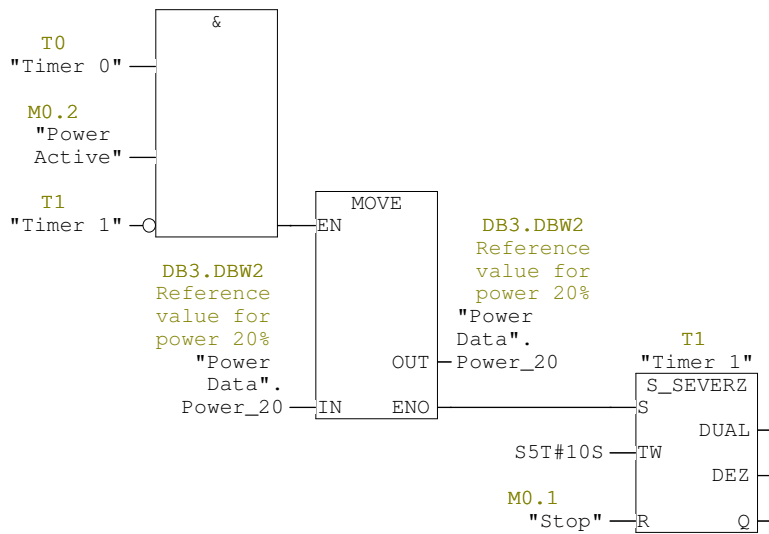 &
T0
"Timer 0"
M0.2
"Power
Active"
T1
"Timer 1"
MOVE
EN
DB3.DBW2
Reference
value for
power 20%
"Power
Data".
Power_20
IN
DB3.DBW2
Reference
value for
power 20%
"Power
Data".
OUT Power_20
ENO
T1
"Timer 1"
S_SEVERZ
S
DUAL
S5T#10S TW
DEZ
M0.1
"Stop" R Q